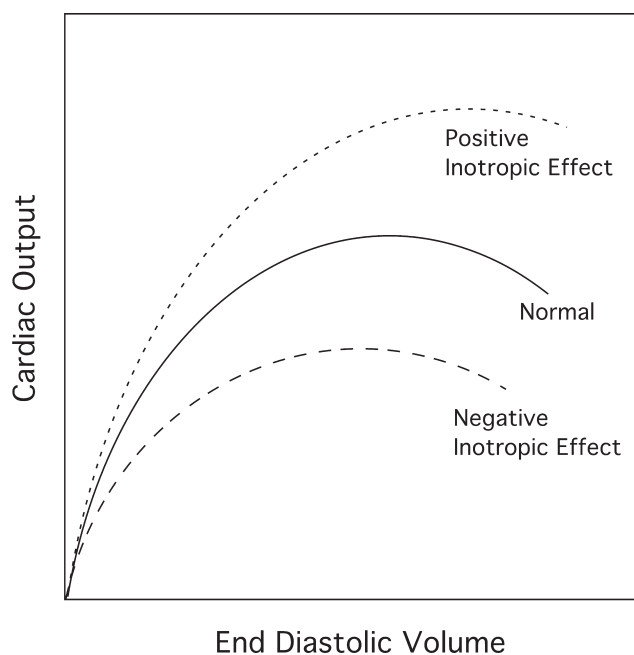 Positive
Inotropic Effect
Cardiac Output
Normal
Negative
Inotropic Effect
End Diastolic Volume